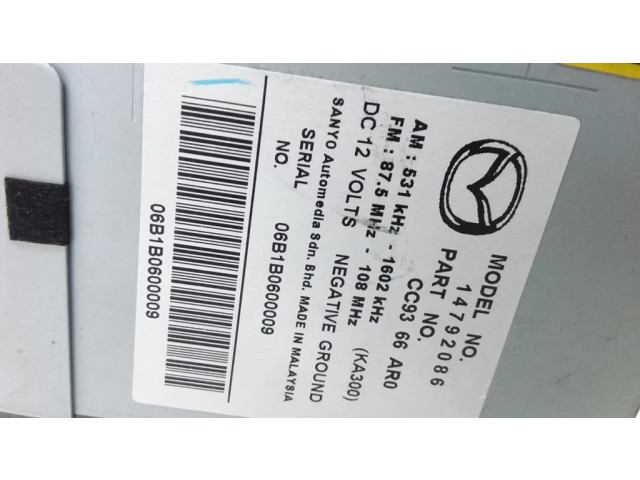 MODEL NO.
14792086
PART NO.
CC93 66 AR0
AM : 531 kHz - 1602 kHz
FM : 87.5 MHz - 108 MHz (KA300)
DC 12 VOLTS NEGATIVE GROUND
SANYO Automedia Sdn. Bhd. MADE IN MALAYSIA
SERIAL
NO. 06B1B0600009
06B1B0600009